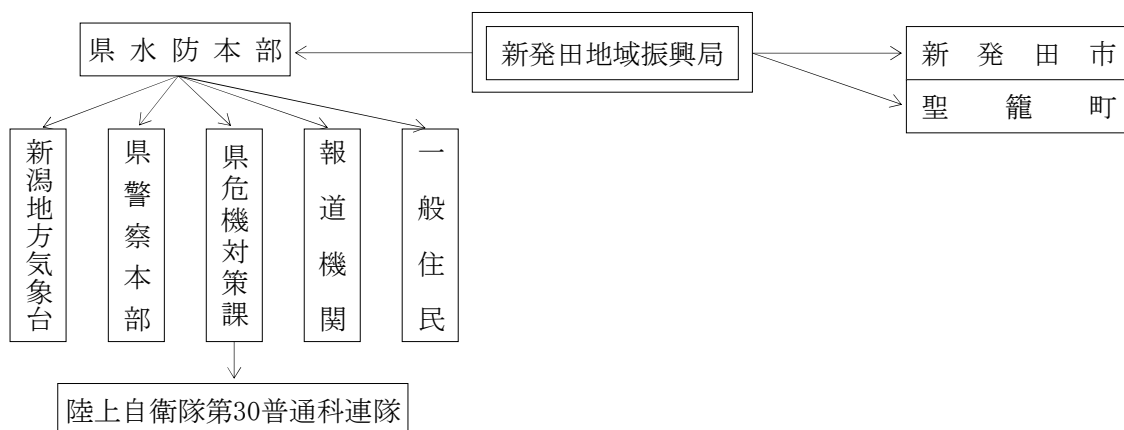 県水防本部
新発田地域振興局
新発田市
聖籠町
新潟地方気象台
県警察本部
県危機対策課
報道機関
一般住民
陸上自衛隊第30普通科連隊